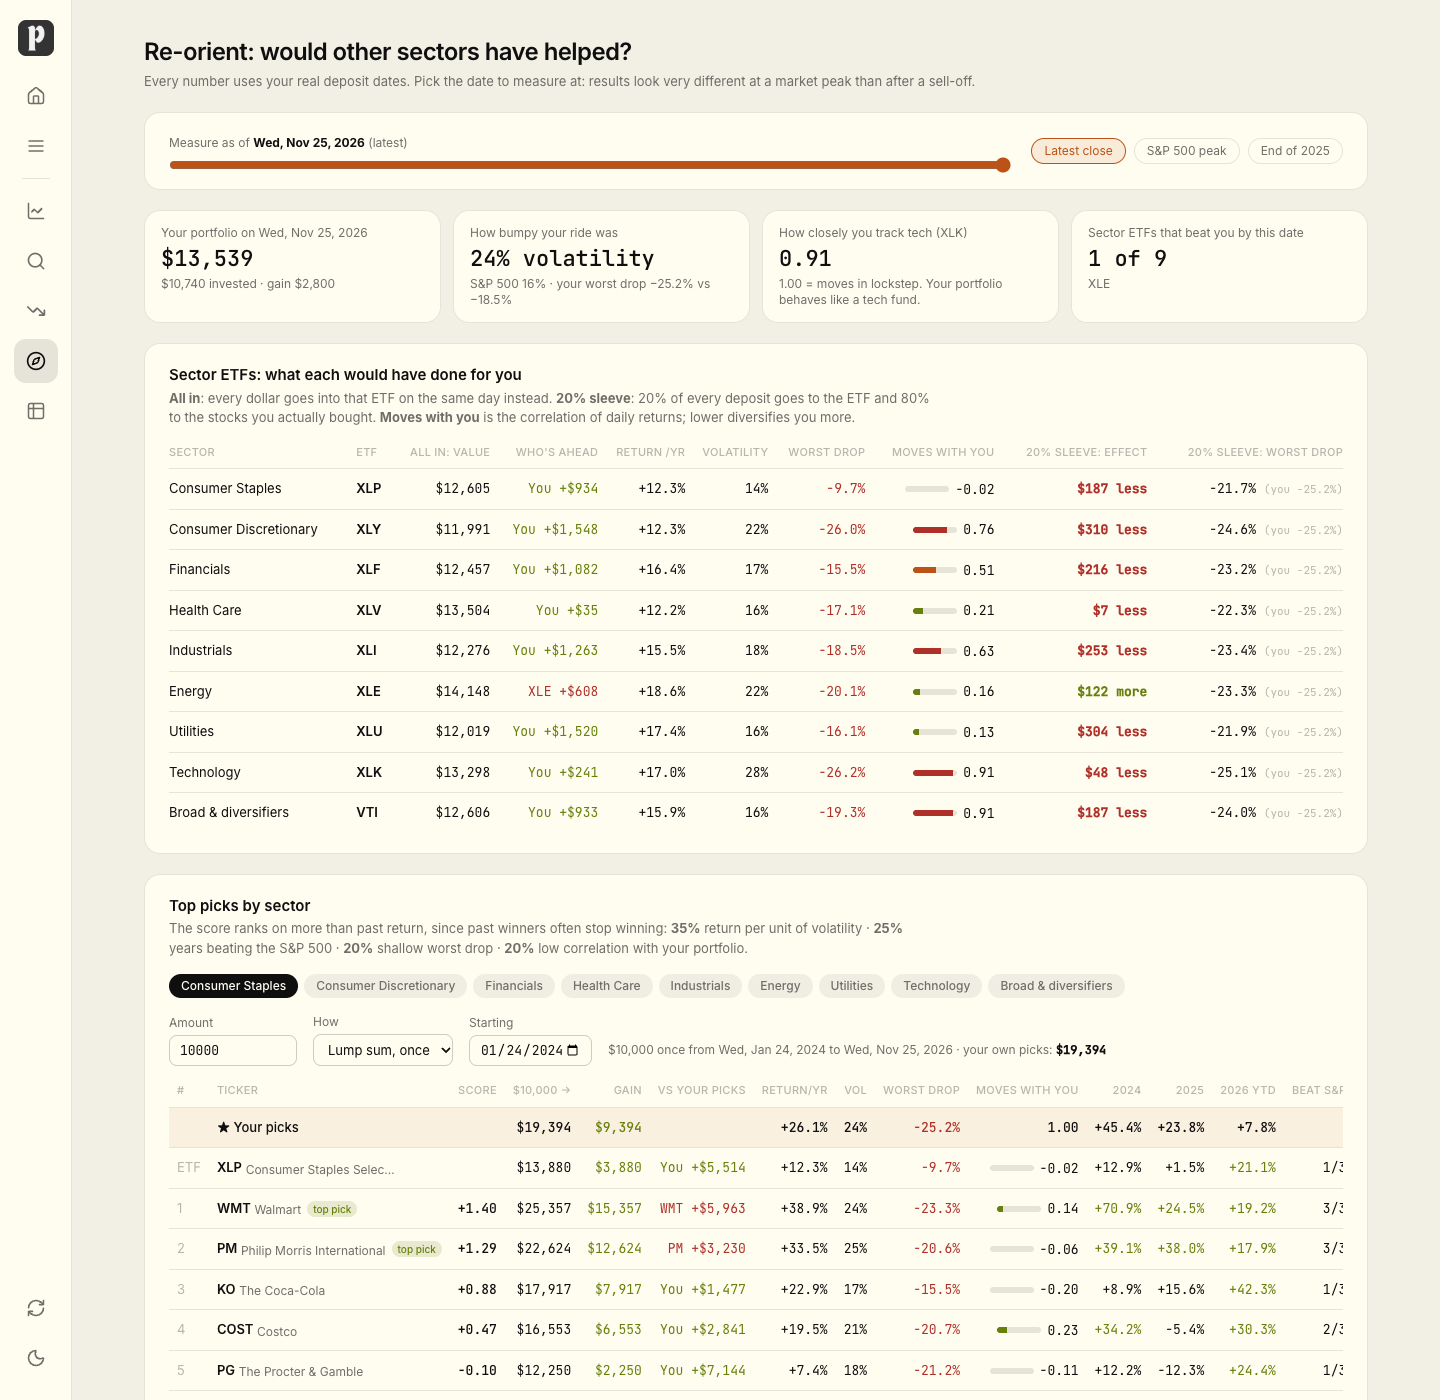 p
Re-orient: would other sectors have helped?
Every number uses your real deposit dates. Pick the date to measure at: results look very different at a market peak than after a sell-off.
Measure as of Wed, Nov 25, 2026 (latest)
Latest close S&P 500 peak End of 2025
Your portfolio on Wed, Nov 25, 2026
$13,539
$10,740 invested · gain $2,800
How bumpy your ride was
24% volatility
S&P 500 16% · your worst drop −25.2% vs
−18.5%
How closely you track tech (XLK)
0.91
1.00 = moves in lockstep. Your portfolio
behaves like a tech fund.
Sector ETFs that beat you by this date
1 of 9
XLE
Sector ETFs: what each would have done for you
All in: every dollar goes into that ETF on the same day instead. 20% sleeve: 20% of every deposit goes to the ETF and 80%
to the stocks you actually bought. Moves with you is the correlation of daily returns; lower diversifies you more.
SECTOR ETF ALL IN: VALUE WHO'S AHEAD RETURN /YR VOLATILITY WORST DROP MOVES WITH YOU 20% SLEEVE: EFFECT 20% SLEEVE: WORST DROP
Consumer Staples XLP $12,605 You +$934 +12.3% 14% -9.7% -0.02 $187 less -21.7% (you -25.2%)
Consumer Discretionary XLY $11,991 You +$1,548 +12.3% 22% -26.0% 0.76 $310 less -24.6% (you -25.2%)
Financials XLF $12,457 You +$1,082 +16.4% 17% -15.5% 0.51 $216 less -23.2% (you -25.2%)
Health Care XLV $13,504 You +$35 +12.2% 16% -17.1% 0.21 $7 less -22.3% (you -25.2%)
Industrials XLI $12,276 You +$1,263 +15.5% 18% -18.5% 0.63 $253 less -23.4% (you -25.2%)
Energy XLE $14,148 XLE +$608 +18.6% 22% -20.1% 0.16 $122 more -23.3% (you -25.2%)
Utilities XLU $12,019 You +$1,520 +17.4% 16% -16.1% 0.13 $304 less -21.9% (you -25.2%)
Technology XLK $13,298 You +$241 +17.0% 28% -26.2% 0.91 $48 less -25.1% (you -25.2%)
Broad & diversifiers VTI $12,606 You +$933 +15.9% 16% -19.3% 0.91 $187 less -24.0% (you -25.2%)
Top picks by sector
The score ranks on more than past return, since past winners often stop winning: 35% return per unit of volatility · 25%
years beating the S&P 500 · 20% shallow worst drop · 20% low correlation with your portfolio.
Consumer Staples Consumer Discretionary Financials Health Care Industrials Energy Utilities Technology Broad & diversifiers
Amount How Starting
10000 Lump sum, once 01/24/2024 $10,000 once from Wed, Jan 24, 2024 to Wed, Nov 25, 2026 · your own picks: $19,394
# TICKER SCORE $10,000 → GAIN VS YOUR PICKS RETURN/YR VOL WORST DROP MOVES WITH YOU 2024 2025 2026 YTD BEAT S&P
★ Your picks $19,394 $9,394 +26.1% 24% -25.2% 1.00 +45.4% +23.8% +7.8%
ETF XLP Consumer Staples Selec... $13,880 $3,880 You +$5,514 +12.3% 14% -9.7% -0.02 +12.9% +1.5% +21.1% 1/3
1 WMT Walmart top pick +1.40 $25,357 $15,357 WMT +$5,963 +38.9% 24% -23.3% 0.14 +70.9% +24.5% +19.2% 3/3
2 PM Philip Morris International top pick +1.29 $22,624 $12,624 PM +$3,230 +33.5% 25% -20.6% -0.06 +39.1% +38.0% +17.9% 3/3
3 KO The Coca-Cola +0.88 $17,917 $7,917 You +$1,477 +22.9% 17% -15.5% -0.20 +8.9% +15.6% +42.3% 1/3
4 COST Costco +0.47 $16,553 $6,553 You +$2,841 +19.5% 21% -20.7% 0.23 +34.2% -5.4% +30.3% 2/3
5 PG The Procter & Gamble -0.10 $12,250 $2,250 You +$7,144 +7.4% 18% -21.2% -0.11 +12.2% -12.3% +24.4% 1/3